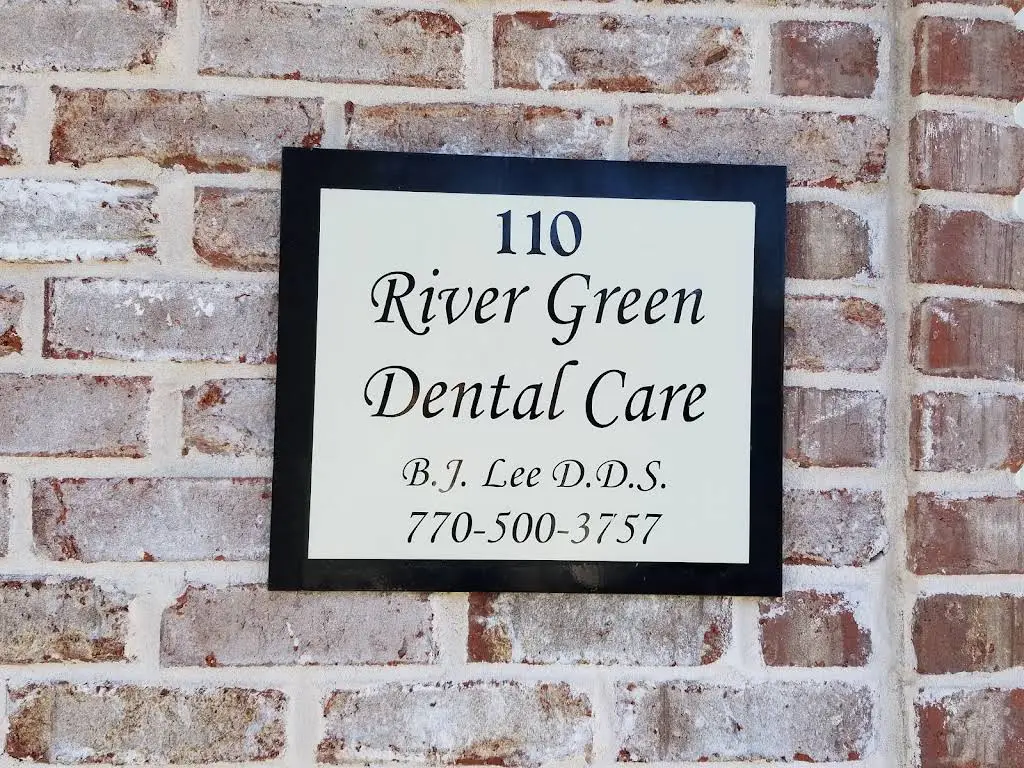 110
River Green
Dental Care
B.J. Lee D.D.S.
770-500-3757